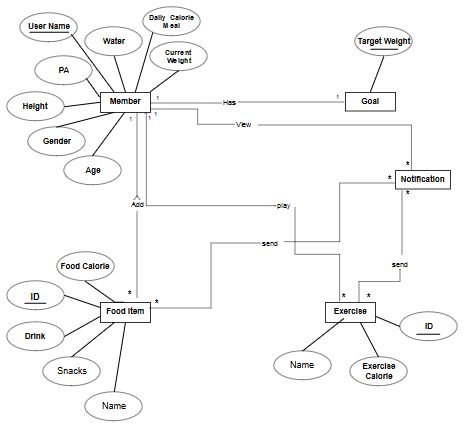 User Name
Water
Daily Calorie
Meal
Current
Weight
Target Weight
PA
Member
1
Has
1
Goal
Height
1
1
1
View
Gender
Age
*
*
Notification
*
Add
play
send
send
Food Calorie
ID
*
*
*
*
Food Item
Exercise
ID
Drink
Snacks
Name
Exercise
Calorie
Name